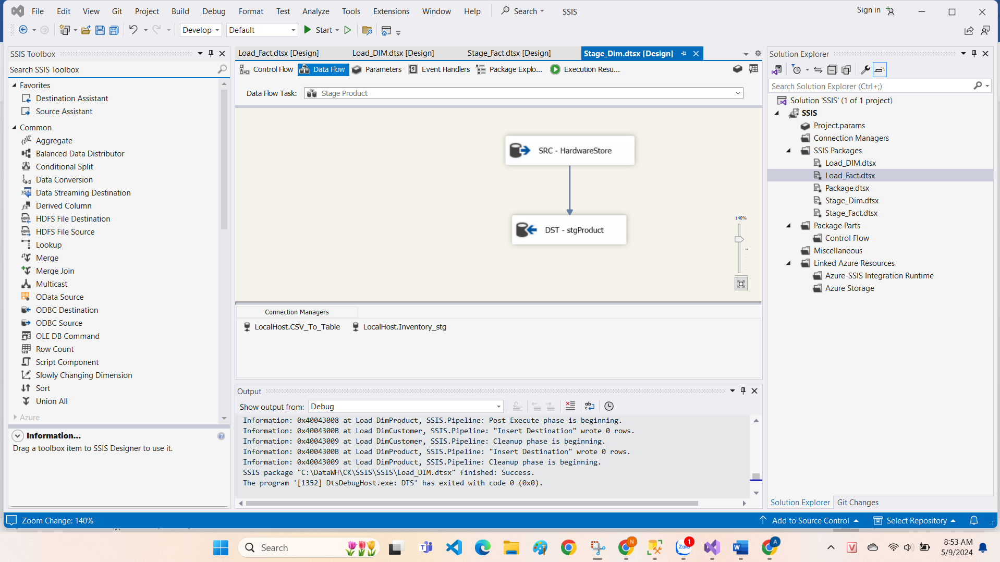 File Edit View Git Project Build Debug Format Test Analyze Tools Extensions Window Help Search SSIS Sign in
Develop Default Start
SSIS Toolbox
Search SSIS Toolbox
Favorites
Destination Assistant
Source Assistant
Common
Aggregate
Balanced Data Distributor
Conditional Split
Data Conversion
Data Streaming Destination
Derived Column
HDFS File Destination
HDFS File Source
Lookup
Merge
Merge Join
Multicast
OData Source
ODBC Destination
ODBC Source
OLE DB Command
Row Count
Script Component
Slowly Changing Dimension
Sort
Union All
Azure
Information...
Drag a toolbox item to SSIS Designer to use it.
Load_Fact.dtsx [Design] Load_DIM.dtsx [Design] Stage_Fact.dtsx [Design] Stage_Dim.dtsx [Design]
Control Flow Data Flow Parameters Event Handlers Package Explo... Execution Resu...
Data Flow Task: Stage Product
SRC - HardwareStore
DST - stgProduct
140%
Connection Managers
LocalHost.CSV_To_Table LocalHost.Inventory_stg
Output
Show output from: Debug
Information: 0x40043008 at Load DimProduct, SSIS.Pipeline: Post Execute phase is beginning.
Information: 0x4004300B at Load DimCustomer, SSIS.Pipeline: "Insert Destination" wrote 0 rows.
Information: 0x40043009 at Load DimCustomer, SSIS.Pipeline: Cleanup phase is beginning.
Information: 0x4004300B at Load DimProduct, SSIS.Pipeline: "Insert Destination" wrote 0 rows.
Information: 0x40043009 at Load DimProduct, SSIS.Pipeline: Cleanup phase is beginning.
SSIS package "C:\DataWH\CK\SSIS\SSIS\Load_DIM.dtsx" finished: Success.
The program '[1352] DtsDebugHost.exe: DTS' has exited with code 0 (0x0).
Solution Explorer
Search Solution Explorer (Ctrl+;)
Solution 'SSIS' (1 of 1 project)
SSIS
Project.params
Connection Managers
SSIS Packages
Load_DIM.dtsx
Load_Fact.dtsx
Package.dtsx
Stage_Dim.dtsx
Stage_Fact.dtsx
Package Parts
Control Flow
Miscellaneous
Linked Azure Resources
Azure-SSIS Integration Runtime
Azure Storage
Solution Explorer Git Changes
Zoom Change: 140% Add to Source Control Select Repository
Search N Zalo 1 W A V 8:53 AM
5/9/2024